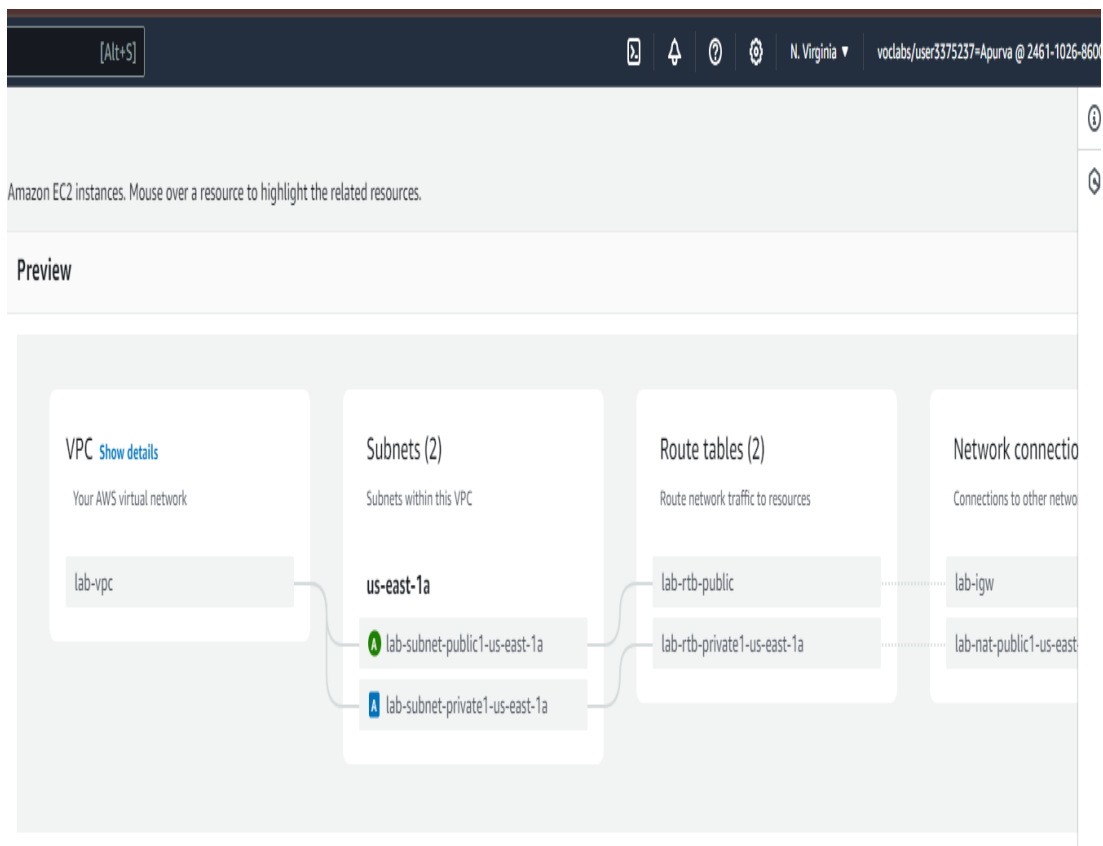 [Alt+S]
N. Virginia ▼
voclabs/user3375237=Apurva @ 2461-1026-8600
Amazon EC2 instances. Mouse over a resource to highlight the related resources.
Preview
VPC Show details
Your AWS virtual network
lab-vpc
Subnets (2)
Subnets within this VPC
us-east-1a
A lab-subnet-public1-us-east-1a
A lab-subnet-private1-us-east-1a
Route tables (2)
Route network traffic to resources
lab-rtb-public
lab-rtb-private1-us-east-1a
Network connectio
Connections to other netwo
lab-igw
lab-nat-public1-us-east-